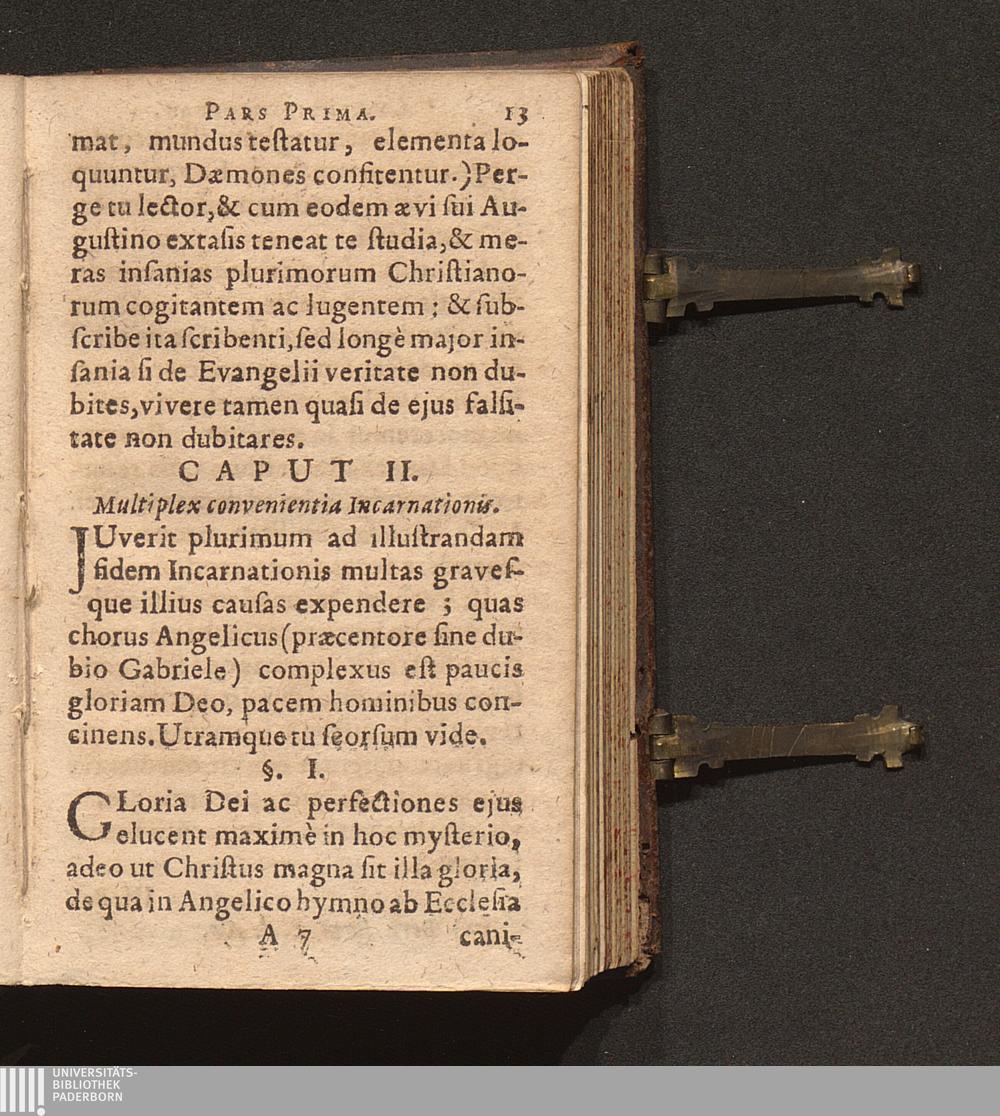 PARS PRIMA. 13
mat, mundus teſtatur, elementa lo-
quuntur, Dæmones confitentur.) Per-
ge tu lector, & cum eodem ævi ſui Au-
guſtino extaſis teneat te ſtudia, & me-
ras inſanias plurimorum Chriſtiano-
rum cogitantem ac lugentem; & ſub-
ſcribe ita ſcribenti, ſed longè major in-
ſania ſi de Evangelii veritate non du-
bites, vivere tamen quaſi de ejus falſi-
tate non dubitares.
CAPUT II.
Multiplex convenientia Incarnationis.
JUverit plurimum ad illuſtrandam
fidem Incarnationis multas graveſ-
que illius cauſas expendere; quas
chorus Angelicus (præcentore ſine du-
bio Gabriele) complexus eſt paucis
gloriam Deo, pacem hominibus con-
cinens. Utramque tu ſeorſum vide.
§. I.
GLoria Dei ac perfectiones ejus
elucent maximè in hoc myſterio,
adeo ut Chriſtus magna ſit illa gloria,
de qua in Angelico hymno ab Eccleſia
A 7 cani-
UNIVERSITÄTS-
BIBLIOTHEK
PADERBORN